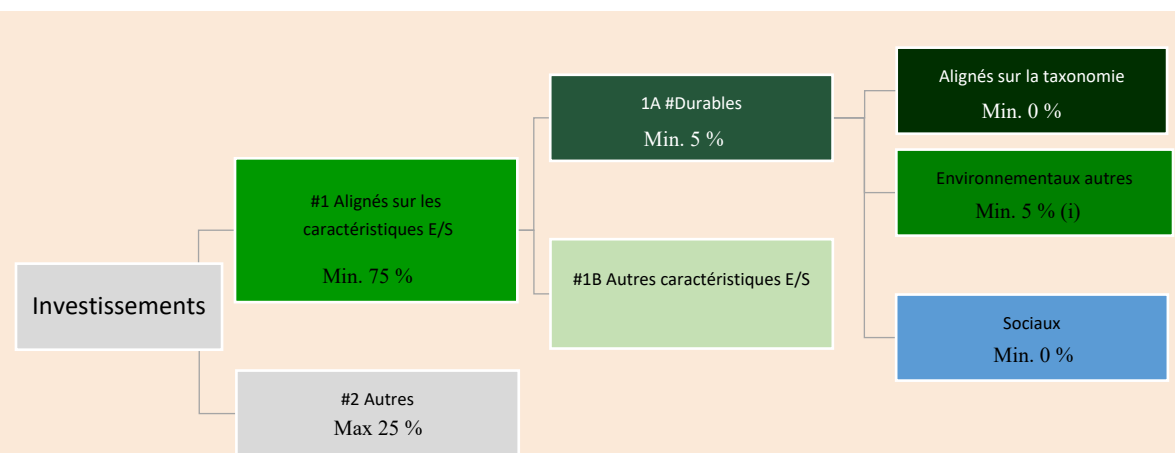 Investissements
#1 Alignés sur les
caractéristiques E/S
Min. 75 %
#2 Autres
Max 25 %
1A #Durables
Min. 5 %
#1B Autres caractéristiques E/S
Alignés sur la taxonomie
Min. 0 %
Environnementaux autres
Min. 5 % (i)
Sociaux
Min. 0 %